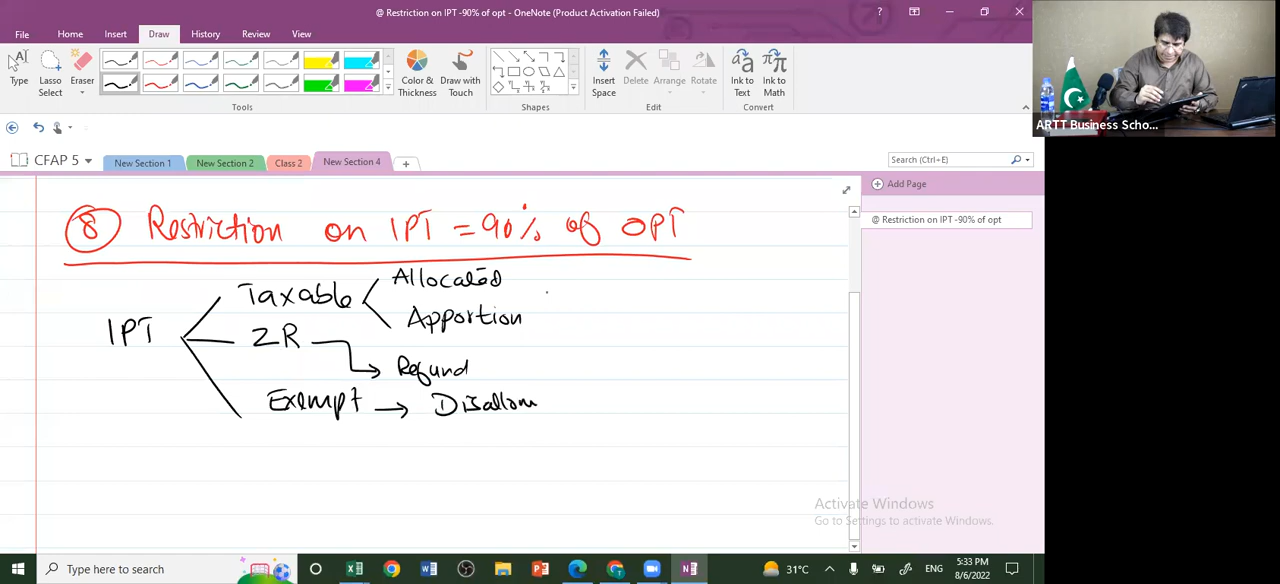 @ Restriction on IPT -90% of opt - OneNote (Product Activation Failed)
?
File Home Insert Draw History Review View
Type
Lasso Select
Eraser
Color & Thickness
Draw with Touch
Insert Space
Delete
Arrange
Rotate
Ink to Text
Ink to Math
Tools
Shapes
Edit
Convert
ARTT Business Scho...
CFAP 5
New Section 1
New Section 2
Class 2
New Section 4
Search (Ctrl+E)
Add Page
@ Restriction on IPT -90% of opt
8 Restriction on IPT = 90% of OPT
Allocated
Taxable
Apportion
IPT
ZR
Refund
Exempt → Disallow
Activate Windows
Go to Settings to activate Windows.
Type here to search
31°C
ENG
5:33 PM
8/6/2022